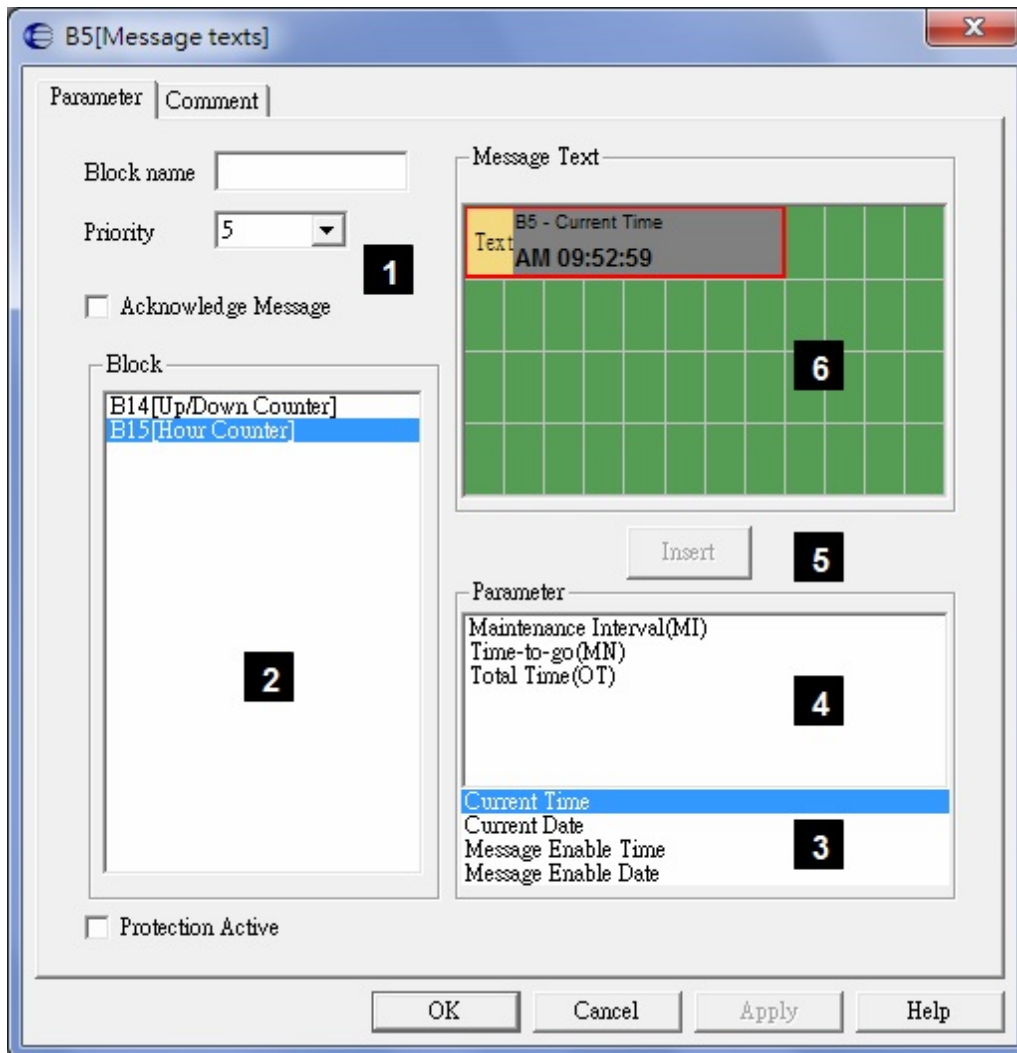 B5[Message texts]
Parameter
Comment
Block name
Priority
5
1
Acknowledge Message
Block
B14[Up/Down Counter]
B15[Hour Counter]
2
Protection Active
Message Text
Text
B5 - Current Time
AM 09:52:59
6
Insert
5
Parameter
Maintenance Interval(MI)
Time-to-go(MN)
Total Time(OT)
4
Current Time
Current Date
Message Enable Time
Message Enable Date
3
OK
Cancel
Apply
Help